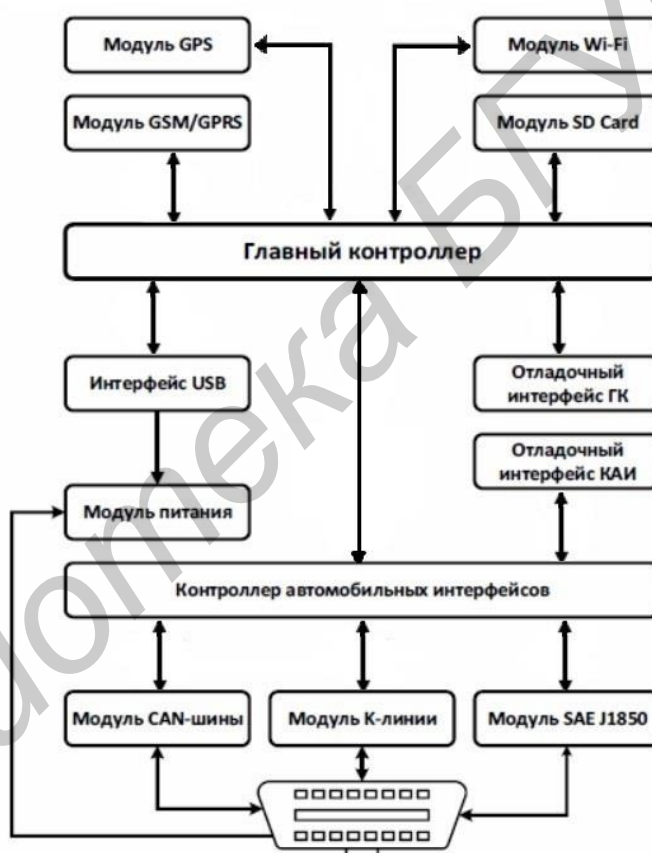 Модуль GPS
Модуль Wi-Fi
Модуль GSM/GPRS
Модуль SD Card
Главный контроллер
Интерфейс USB
Отладочный
интерфейс ГК
Отладочный
интерфейс КАИ
Модуль питания
Контроллер автомобильных интерфейсов
Модуль CAN-шины
Модуль К-линии
Модуль SAE J1850